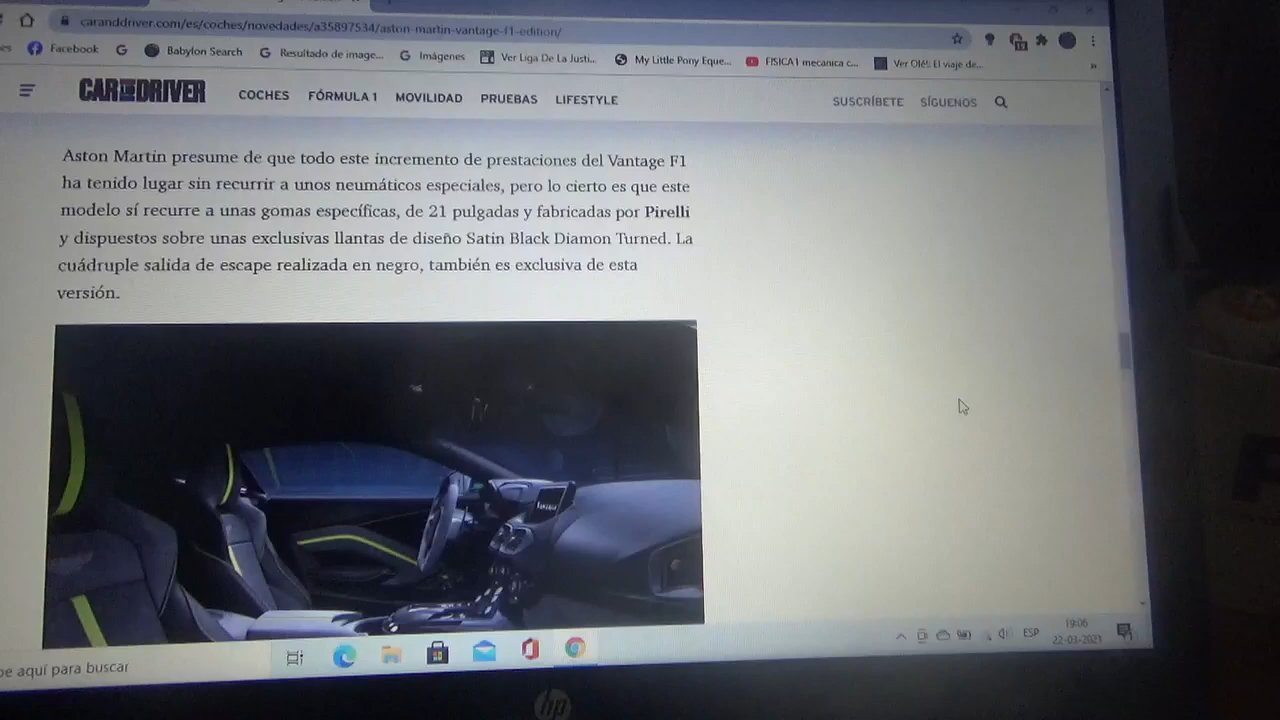 caranddriver.com/es/coches/novedades/a35897534/aston-martin-vantage-f1-edition/
es Facebook Babylon Search Resultado de image... Imágenes Ver Liga De La Justi... My Little Pony Eque... FISICA1 mecanica c... Ver Olé! El viaje de... »
CAR AND DRIVER COCHES FÓRMULA 1 MOVILIDAD PRUEBAS LIFESTYLE SUSCRÍBETE SÍGUENOS
Aston Martin presume de que todo este incremento de prestaciones del Vantage F1
ha tenido lugar sin recurrir a unos neumáticos especiales, pero lo cierto es que este
modelo sí recurre a unas gomas específicas, de 21 pulgadas y fabricadas por Pirelli
y dispuestos sobre unas exclusivas llantas de diseño Satin Black Diamon Turned. La
cuádruple salida de escape realizada en negro, también es exclusiva de esta
versión.
be aquí para buscar
ESP
19:06
22-03-2021
hp